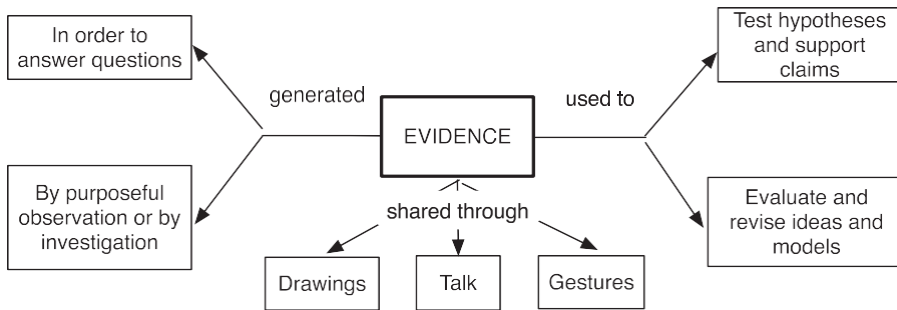 In order to
answer questions
generated
By purposeful
observation or by
investigation
EVIDENCE
shared through
Drawings
Talk
Gestures
used to
Test hypotheses
and support
claims
Evaluate and
revise ideas and
models